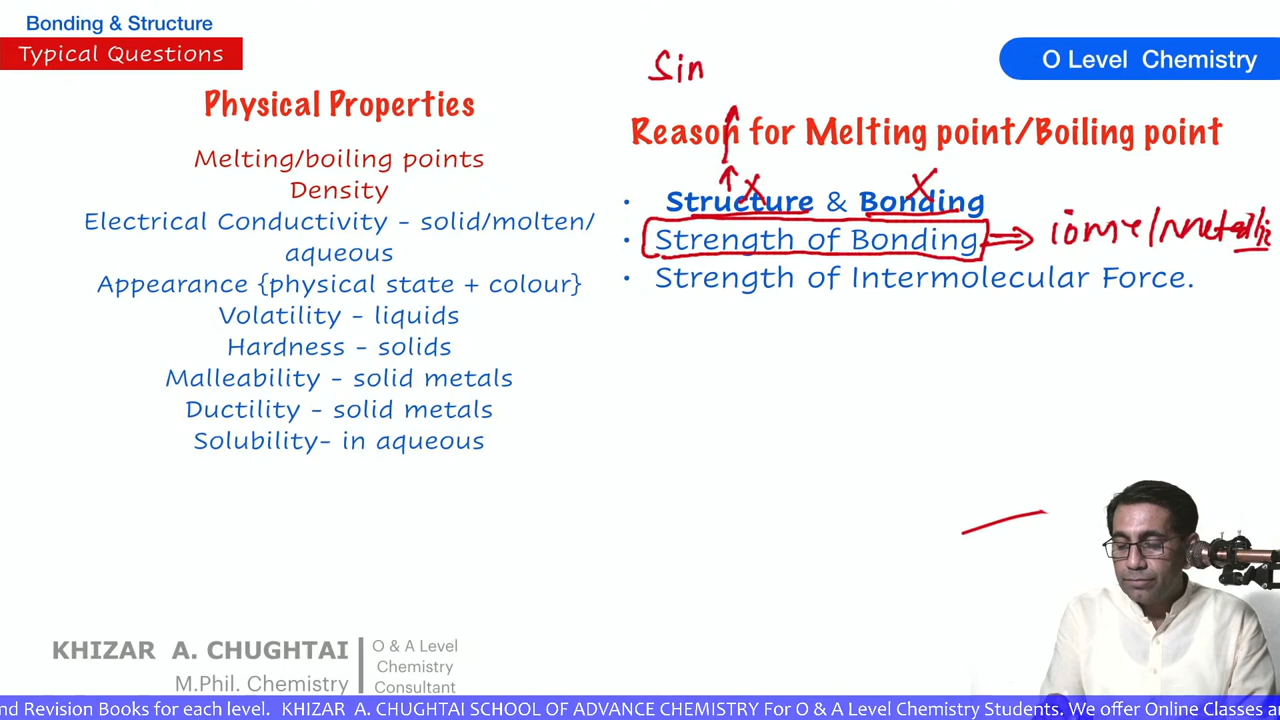 Bonding & Structure
Typical Questions
O Level Chemistry
Sin
Physical Properties
Melting/boiling points
Density
Electrical Conductivity - solid/molten/
aqueous
Appearance {physical state + colour}
Volatility - liquids
Hardness - solids
Malleability - solid metals
Ductility - solid metals
Solubility- in aqueous
Reason for Melting point/Boiling point
• Structure & Bonding
• Strength of Bonding
• Strength of Intermolecular Force.
KHIZAR A. CHUGHTAI
M.Phil. Chemistry
O & A Level
Chemistry
Consultant
nd Revision Books for each level. KHIZAR A. CHUGHTAI SCHOOL OF ADVANCE CHEMISTRY For O & A Level Chemistry Students. We offer Online Classes a